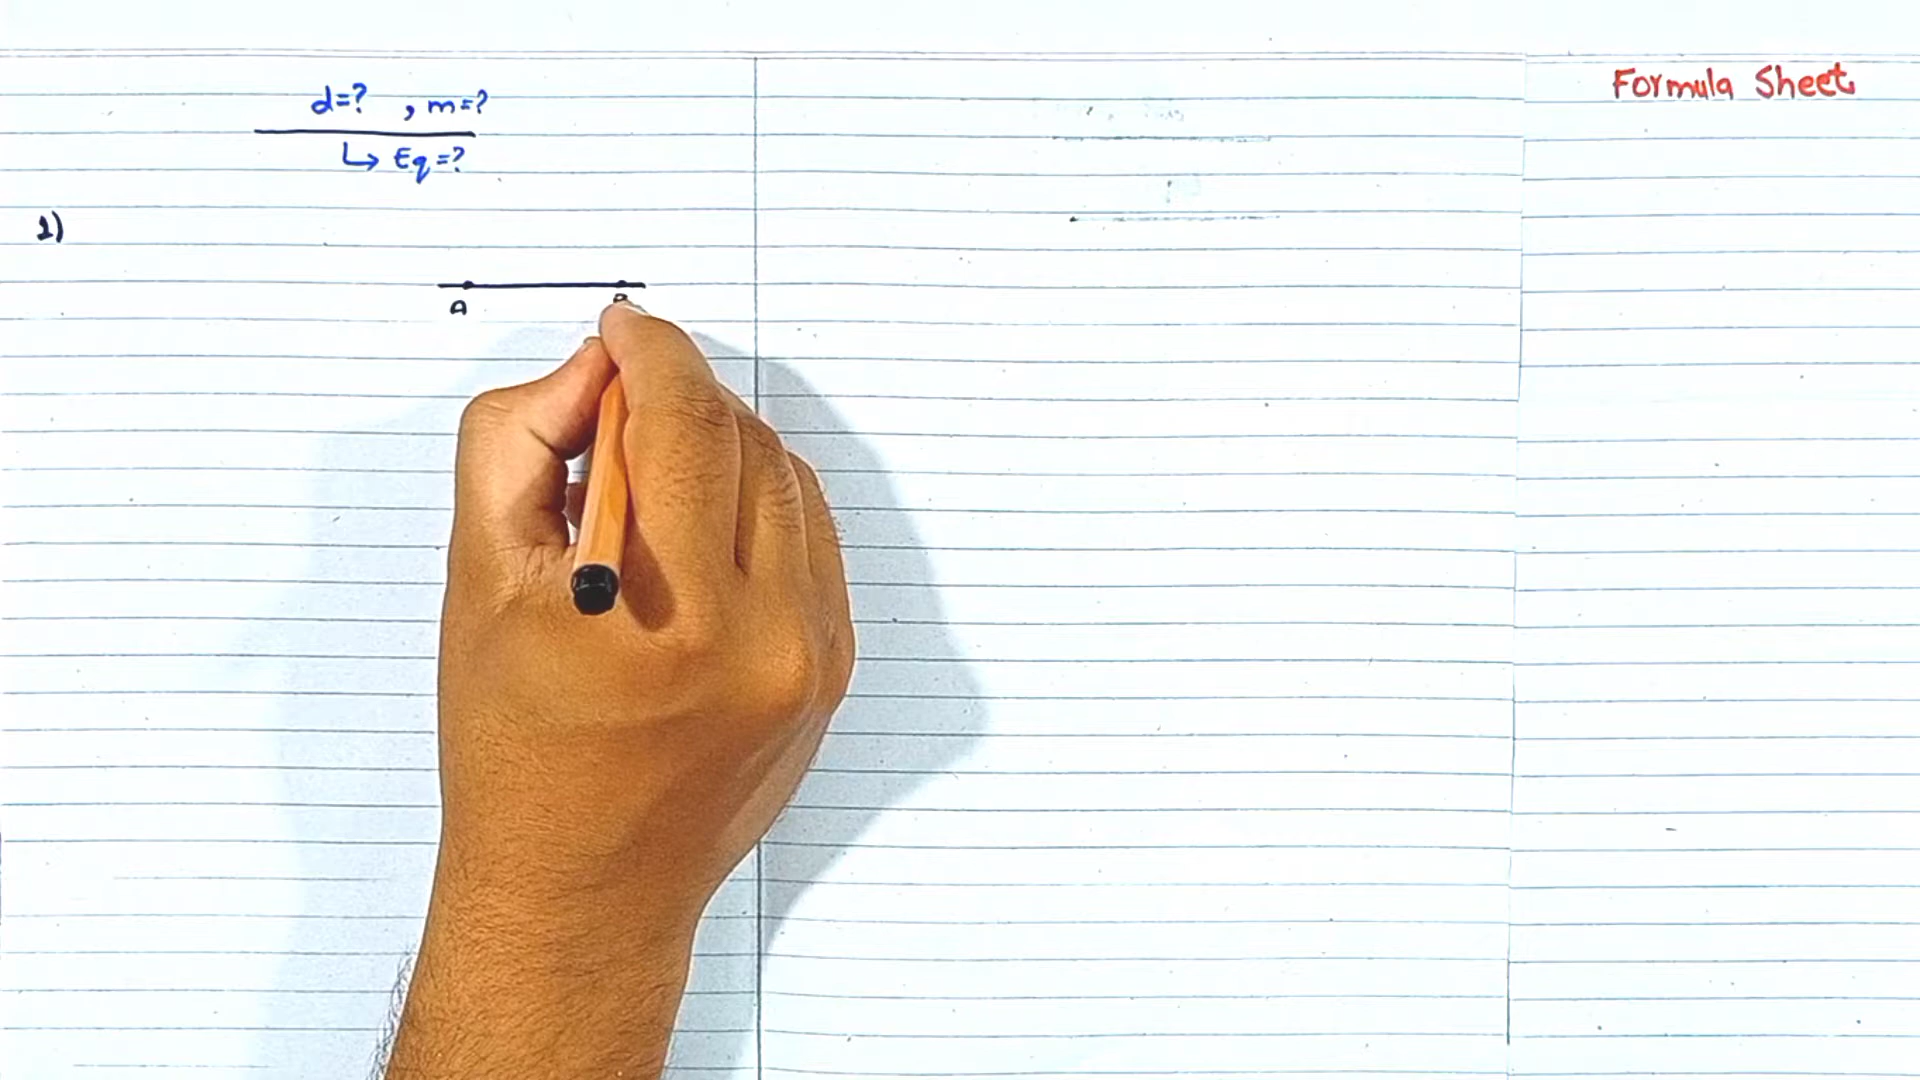 d=? , m=?
↳ Eq=?
Formula Sheet
1)
A